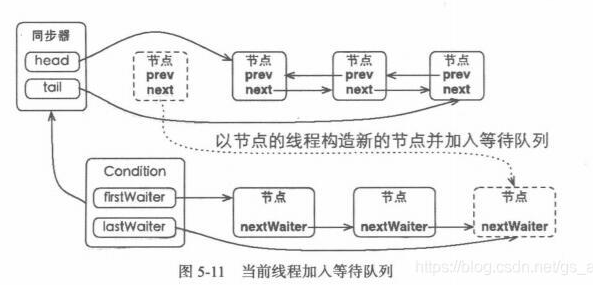 同步器
head
tail
节点
prev
next
节点
prev
next
节点
prev
next
节点
prev
next
以节点的线程构造新的节点并加入等待队列
Condition
firstWaiter
lastWaiter
节点
nextWaiter
节点
nextWaiter
节点
nextWaiter
图 5-11 当前线程加入等待队列
https://blog.csdn.net/gs_a